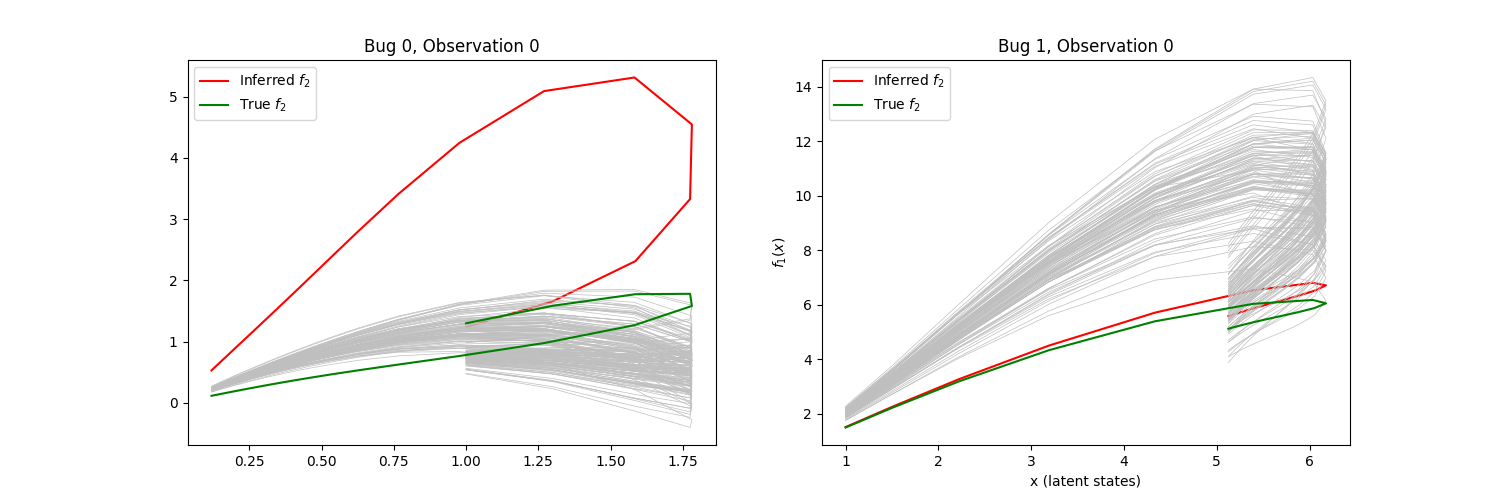 Bug 0, Observation 0
Inferred f₂
True f₂
5
4
3
2
1
0
0.25 0.50 0.75 1.00 1.25 1.50 1.75
Bug 1, Observation 0
Inferred f₂
True f₂
14
12
10
8
6
4
2
f₁(x)
1 2 3 4 5 6
x (latent states)